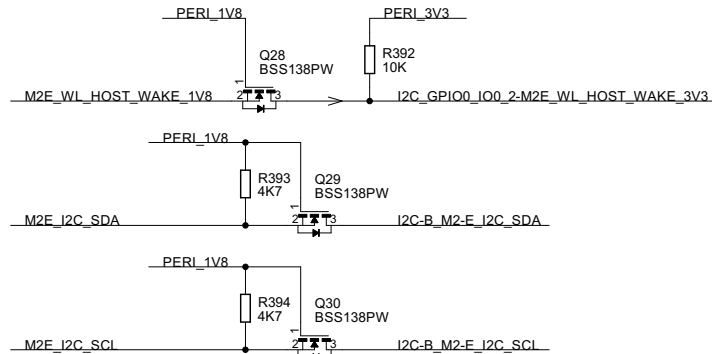 PERI_1V8
PERI_3V3
Q28
BSS138PW
R392
10K
1
M2E_WL_HOST_WAKE_1V8
2
3
I2C_GPIO0_IO0_2-M2E_WL_HOST_WAKE_3V3
PERI_1V8
R393
4K7
Q29
BSS138PW
1
M2E_I2C_SDA
2
3
I2C-B_M2-E_I2C_SDA
PERI_1V8
R394
4K7
Q30
BSS138PW
1
M2E_I2C_SCL
2
3
I2C-B_M2-E_I2C_SCL